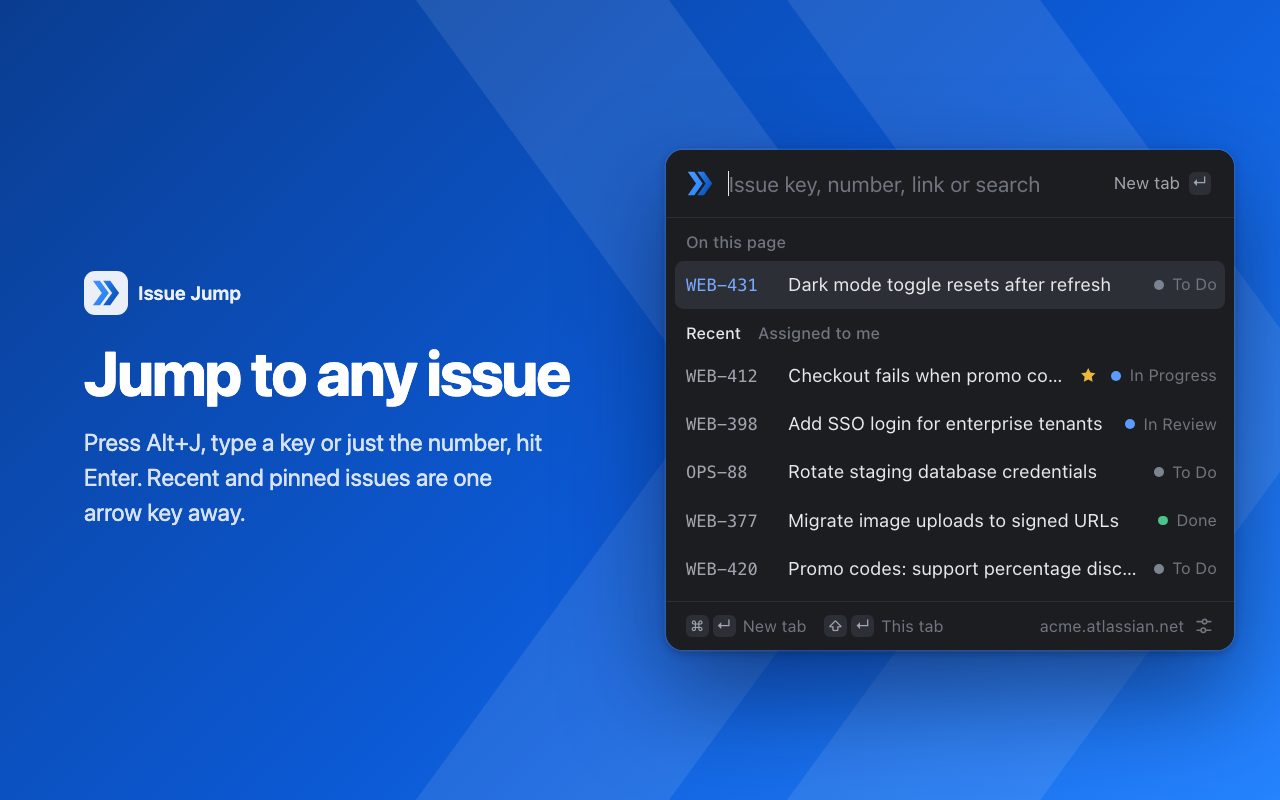 Issue Jump
Jump to any issue
Press Alt+J, type a key or just the number, hit
Enter. Recent and pinned issues are one
arrow key away.
Issue key, number, link or search
New tab ↵
On this page
WEB-431 Dark mode toggle resets after refresh To Do
Recent Assigned to me
WEB-412 Checkout fails when promo co… In Progress
WEB-398 Add SSO login for enterprise tenants In Review
OPS-88 Rotate staging database credentials To Do
WEB-377 Migrate image uploads to signed URLs Done
WEB-420 Promo codes: support percentage disc… To Do
⌘ ↵ New tab ⇧ ↵ This tab acme.atlassian.net